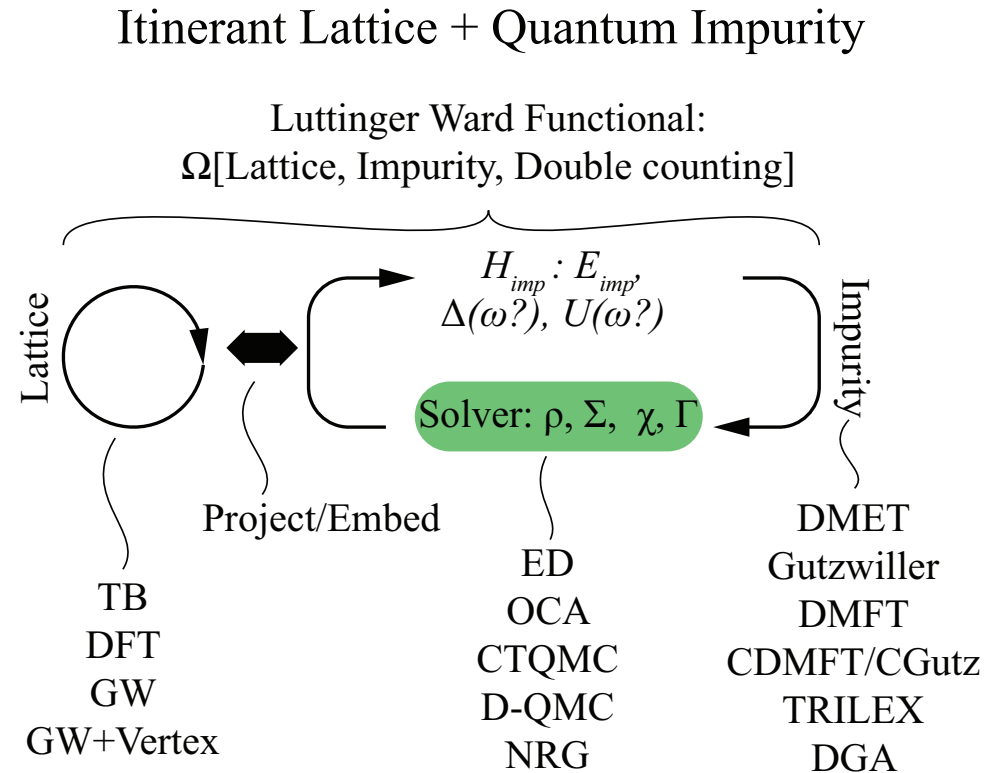 Itinerant Lattice + Quantum Impurity
Luttinger Ward Functional:
Ω[Lattice, Impurity, Double counting]
Lattice
H_imp : E_imp,
Δ(ω?), U(ω?)
Impurity
Solver: ρ, Σ, χ, Γ
Project/Embed
TB
DFT
GW
GW+Vertex
ED
OCA
CTQMC
D-QMC
NRG
DMET
Gutzwiller
DMFT
CDMFT/CGutz
TRILEX
DGA